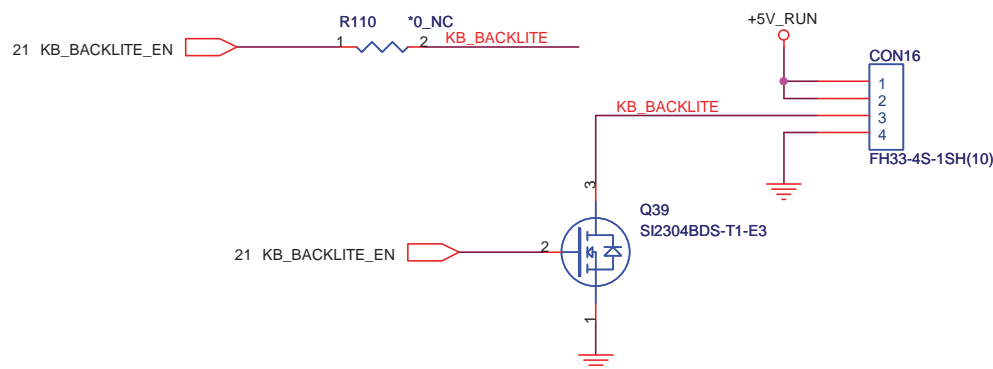 R110 *0_NC
21 KB_BACKLITE_EN 1 2 KB_BACKLITE
+5V_RUN
CON16
1
2
KB_BACKLITE 3
4
FH33-4S-1SH(10)
3
Q39
SI2304BDS-T1-E3
21 KB_BACKLITE_EN 2
1